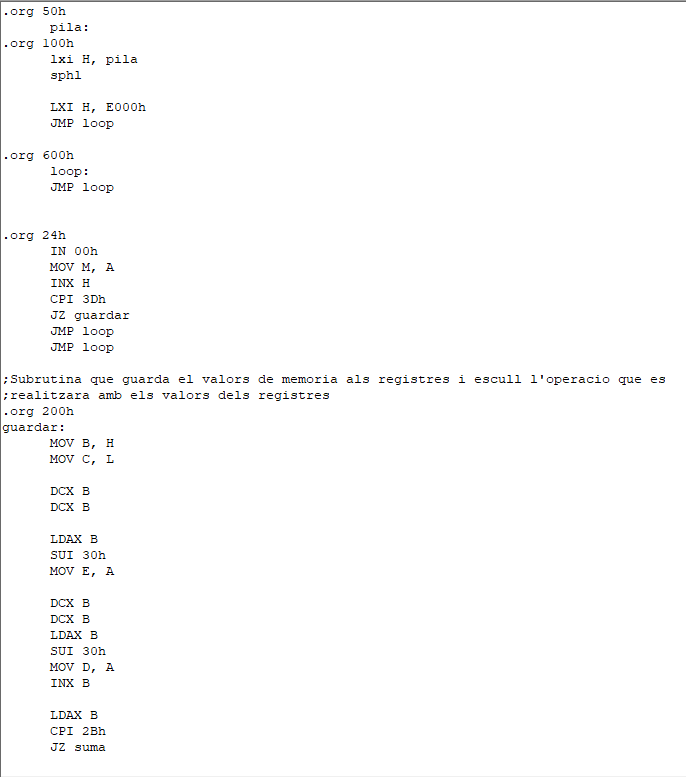 .org 50h
pila:
.org 100h
lxi H, pila
sphl
LXI H, E000h
JMP loop
.org 600h
loop:
JMP loop
.org 24h
IN 00h
MOV M, A
INX H
CPI 3Dh
JZ guardar
JMP loop
JMP loop
;Subrutina que guarda el valors de memoria als registres i escull l'operacio que es
;realitzara amb els valors dels registres
.org 200h
guardar:
MOV B, H
MOV C, L
DCX B
DCX B
LDAX B
SUI 30h
MOV E, A
DCX B
DCX B
LDAX B
SUI 30h
MOV D, A
INX B
LDAX B
CPI 2Bh
JZ suma